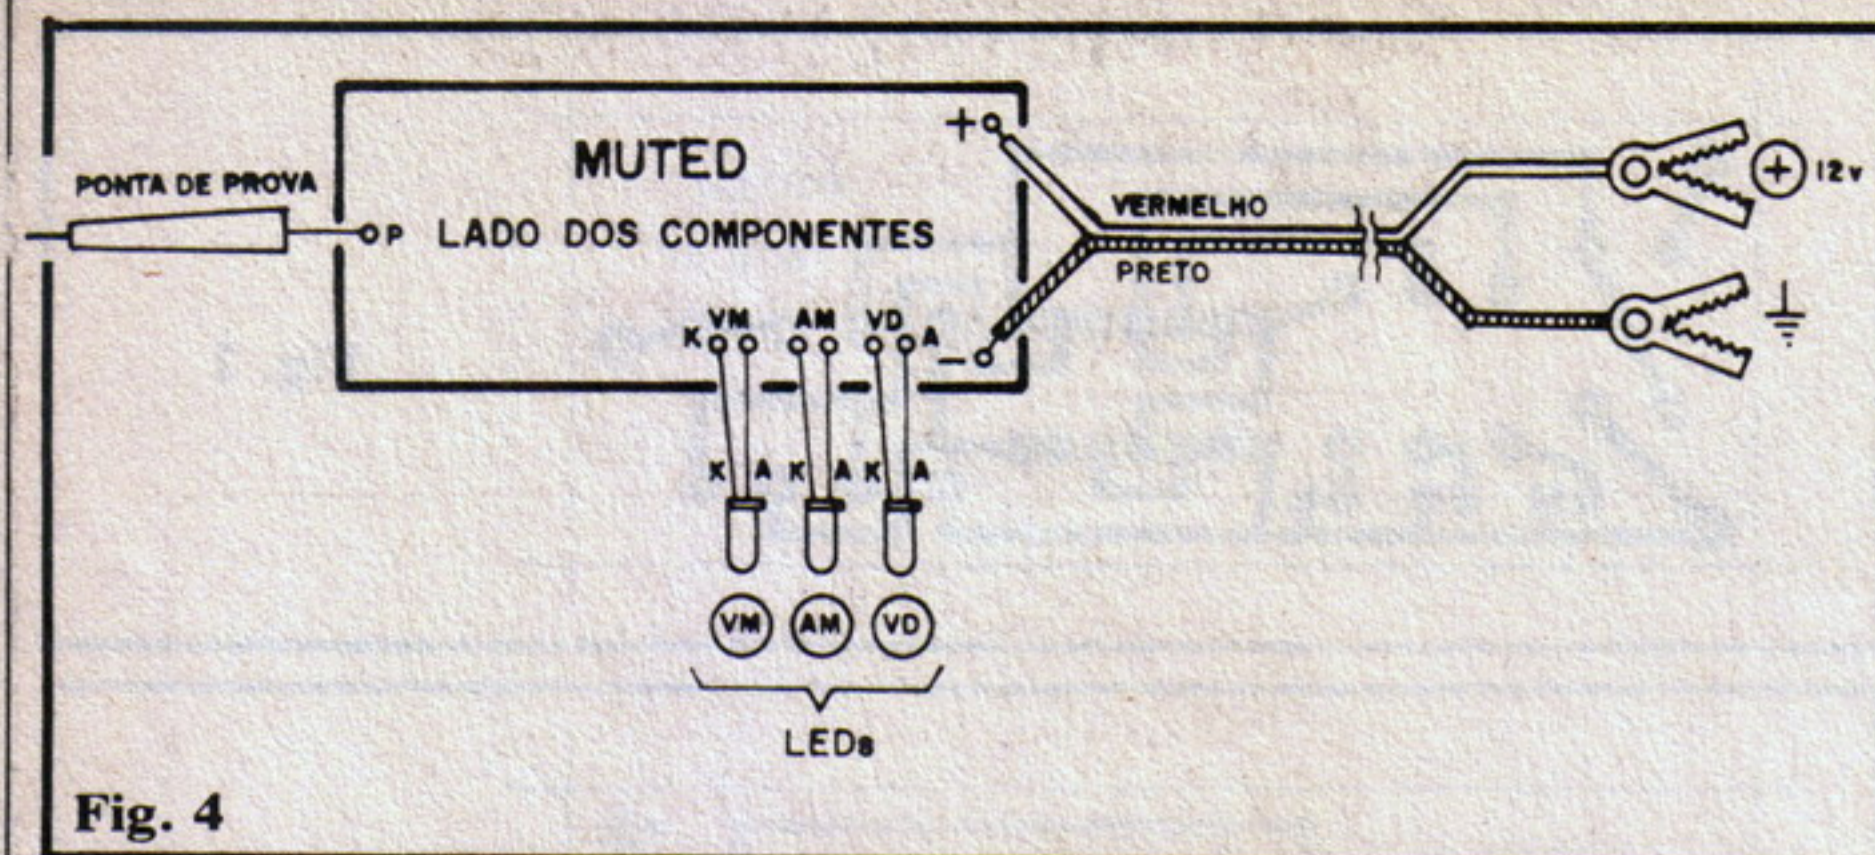 MUTED
LADO DOS COMPONENTES
PONTA DE PROVA
P
+
VERMELHO
PRETO
+ 12v
K VM AM VD A
−
K A K A K A
VM AM VD
LEDs
Fig. 4